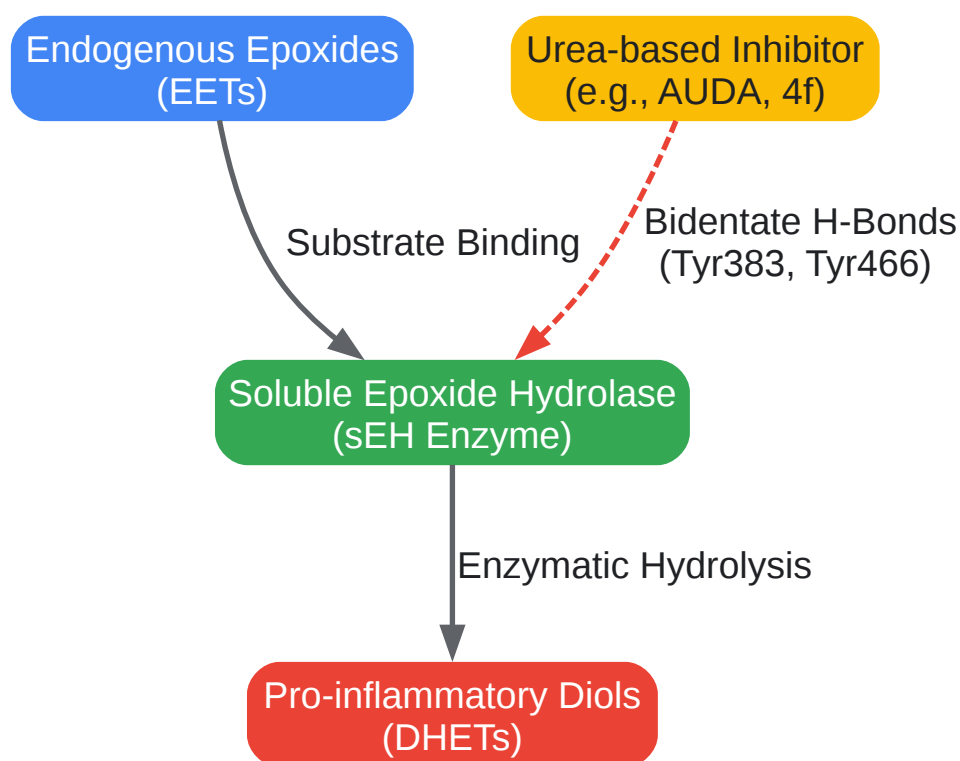 Endogenous Epoxides
(EETs)
Urea-based Inhibitor
(e.g., AUDA, 4f)
Substrate Binding
Bidentate H-Bonds
(Tyr383, Tyr466)
Soluble Epoxide Hydrolase
(sEH Enzyme)
Enzymatic Hydrolysis
Pro-inflammatory Diols
(DHETs)